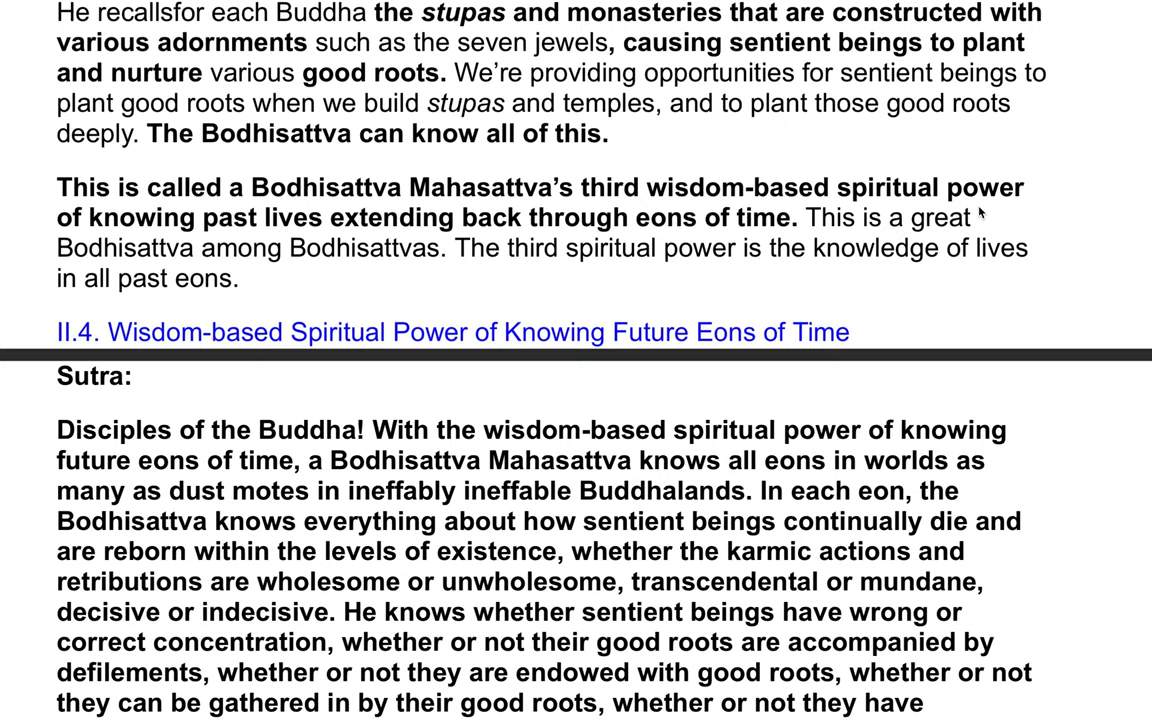 He recallsfor each Buddha the stupas and monasteries that are constructed with
various adornments such as the seven jewels, causing sentient beings to plant
and nurture various good roots. We’re providing opportunities for sentient beings to
plant good roots when we build stupas and temples, and to plant those good roots
deeply. The Bodhisattva can know all of this.
This is called a Bodhisattva Mahasattva’s third wisdom-based spiritual power
of knowing past lives extending back through eons of time. This is a great
Bodhisattva among Bodhisattvas. The third spiritual power is the knowledge of lives
in all past eons.
II.4. Wisdom-based Spiritual Power of Knowing Future Eons of Time
Sutra:
Disciples of the Buddha! With the wisdom-based spiritual power of knowing
future eons of time, a Bodhisattva Mahasattva knows all eons in worlds as
many as dust motes in ineffably ineffable Buddhalands. In each eon, the
Bodhisattva knows everything about how sentient beings continually die and
are reborn within the levels of existence, whether the karmic actions and
retributions are wholesome or unwholesome, transcendental or mundane,
decisive or indecisive. He knows whether sentient beings have wrong or
correct concentration, whether or not their good roots are accompanied by
defilements, whether or not they are endowed with good roots, whether or not
they can be gathered in by their good roots, whether or not they have